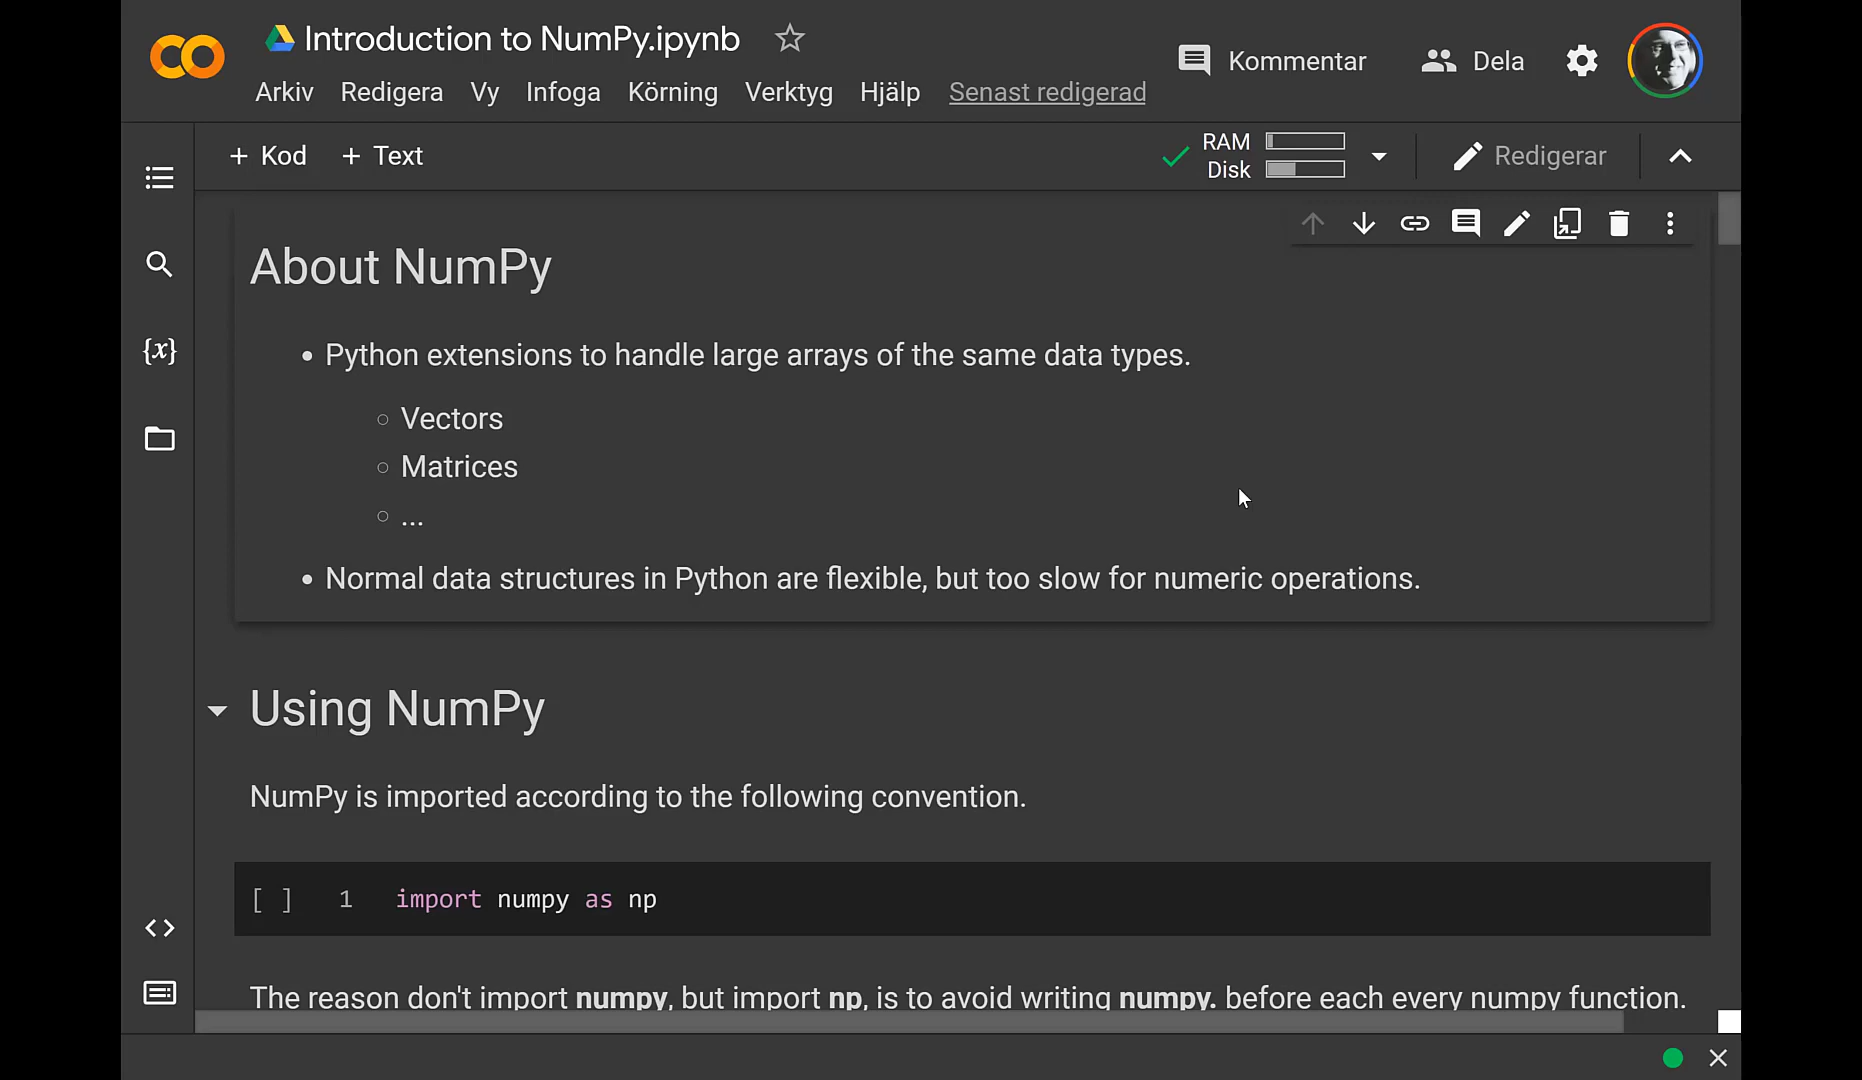 Introduction to NumPy.ipynb
Kommentar
Dela
Arkiv Redigera Vy Infoga Körning Verktyg Hjälp Senast redigerad
+ Kod + Text
RAM
Disk
Redigerar
About NumPy
• Python extensions to handle large arrays of the same data types.
◦ Vectors
◦ Matrices
◦ ...
• Normal data structures in Python are flexible, but too slow for numeric operations.
Using NumPy
NumPy is imported according to the following convention.
[ ] 1 import numpy as np
The reason don't import numpy, but import np, is to avoid writing numpy. before each every numpy function.
{x}